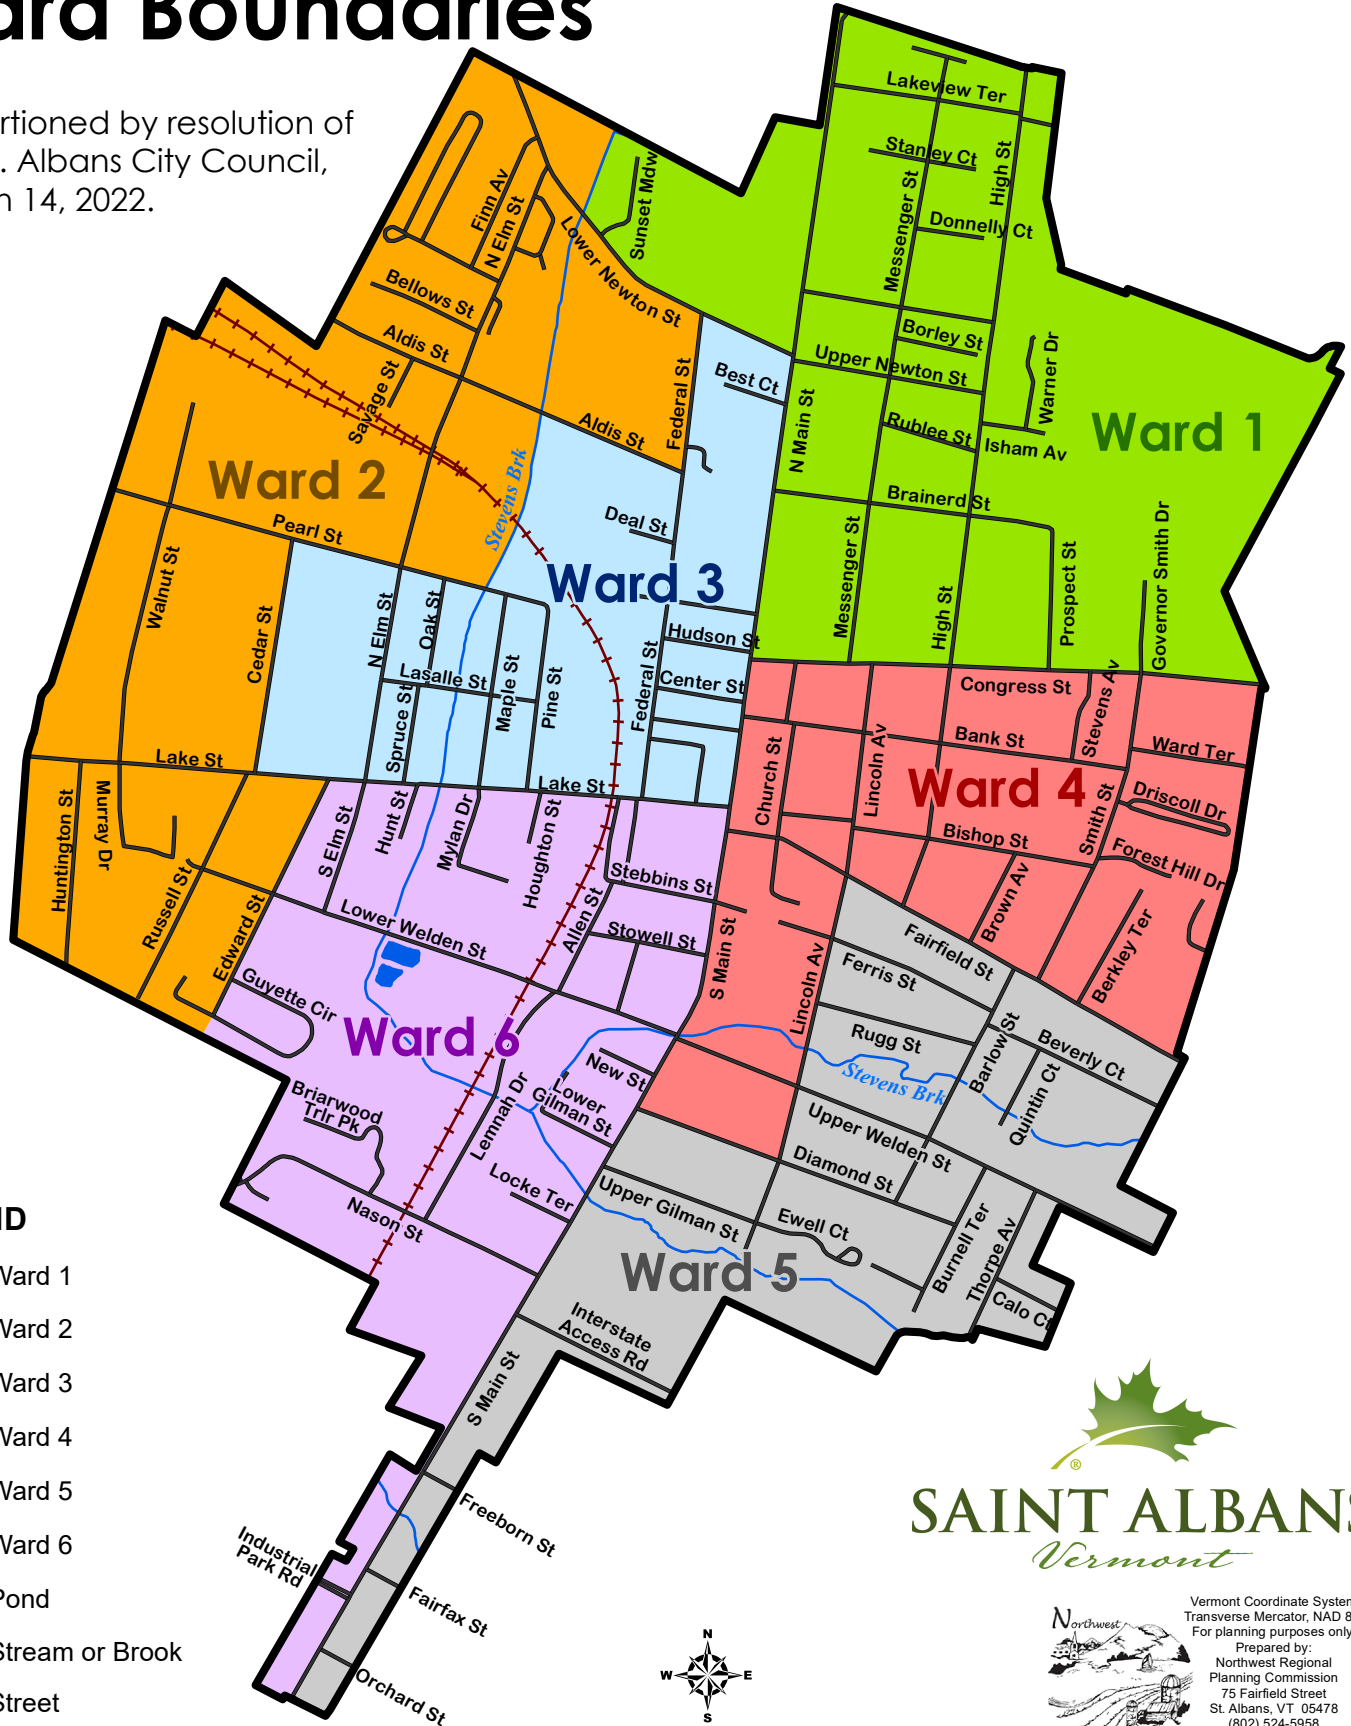 ard Boundaries
rtioned by resolution of
. Albans City Council,
14, 2022.
Lakeview Ter
Stanley Ct
High St
Messenger St
Donnelly Ct
Sunset Mdw
Finn Av
N Elm St
Lower Newton St
Bellows St
Aldis St
Savage St
Borley St
Upper Newton St
Warner Dr
Best Ct
Federal St
Aldis St
N Main St
Rublee St
Isham Av
Ward 1
Ward 2
Brainerd St
Stevens Brk
Deal St
Pearl St
Messenger St
High St
Prospect St
Governor Smith Dr
Walnut St
Ward 3
Cedar St
N Elm St
Oak St
Hudson St
Lasalle St
Maple St
Pine St
Federal St
Center St
Congress St
Stevens Av
Spruce St
Bank St
Ward Ter
Lake St
Lake St
Church St
Lincoln Av
Ward 4
Driscoll Dr
Huntington St
Murray Dr
S Elm St
Hunt St
Mylan Dr
Houghton St
Bishop St
Smith St
Forest Hill Dr
Stebbins St
Russell St
Edward St
Lower Welden St
Allen St
Stowell St
S Main St
Brown Av
Fairfield St
Berkley Ter
Guyette Cir
Ferris St
Lincoln Av
Ward 6
Rugg St
Barlow St
Beverly Ct
New St
Stevens Brk
Quintin Ct
Briarwood
Trlr Pk
Lemnah Dr
Lower
Gilman St
Upper Welden St
Diamond St
Locke Ter
Upper Gilman St
Nason St
Ewell Ct
Burnell Ter
Thorpe Av
Ward 5
Calo Ct
Interstate
Access Rd
S Main St
Freeborn St
Industrial
Park Rd
Fairfax St
Orchard St
ND
Ward 1
Ward 2
Ward 3
Ward 4
Ward 5
Ward 6
Pond
Stream or Brook
Street
N
W E
S
®
SAINT ALBANS
Vermont
Northwest
Vermont Coordinate System
Transverse Mercator, NAD 8
For planning purposes only
Prepared by:
Northwest Regional
Planning Commission
75 Fairfield Street
St. Albans, VT 05478
(802) 524-5958